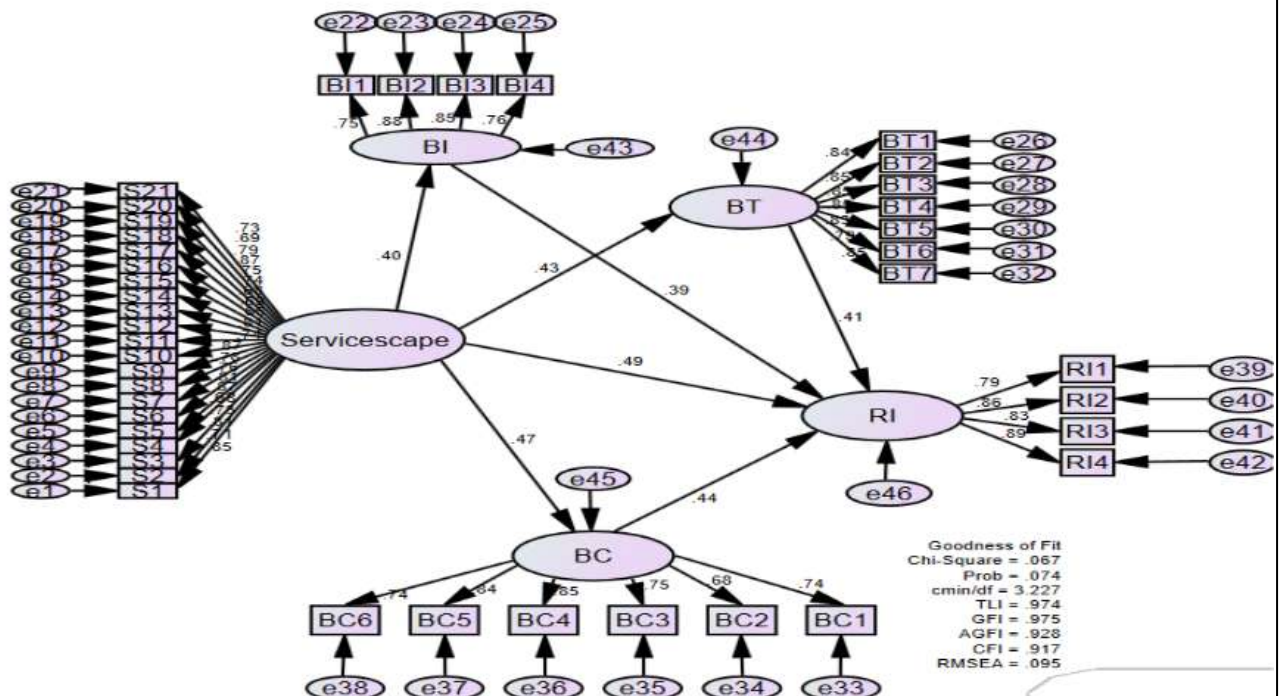 e22 e23 e24 e25
BI1 BI2 BI3 BI4
.75 .88 .85 .76
BI
e43
e44
BT
.84
.85
BT1 e26
BT2 e27
BT3 e28
BT4 e29
BT5 e30
BT6 e31
BT7 e32
e21 S21
e20 S20
e19 S19
e18 S18
e17 S17
e16 S16
e15 S15
e14 S14
e13 S13
e12 S12
e11 S11
e10 S10
e9 S9
e8 S8
e7 S7
e6 S6
e5 S5
e4 S4
e3 S3
e2 S2
e1 S1
.73
.69
.79
.87
.75
.85
Servicescape
.40
.43
.39
.41
.49
.47
.44
RI
e46
.79
.86
.83
.89
RI1 e39
RI2 e40
RI3 e41
RI4 e42
e45
BC
.74 .84 .85 .75 .68 .74
BC6 BC5 BC4 BC3 BC2 BC1
e38 e37 e36 e35 e34 e33
Goodness of Fit
Chi-Square = .067
Prob = .074
cmin/df = 3.227
TLI = .974
GFI = .975
AGFI = .928
CFI = .917
RMSEA = .095